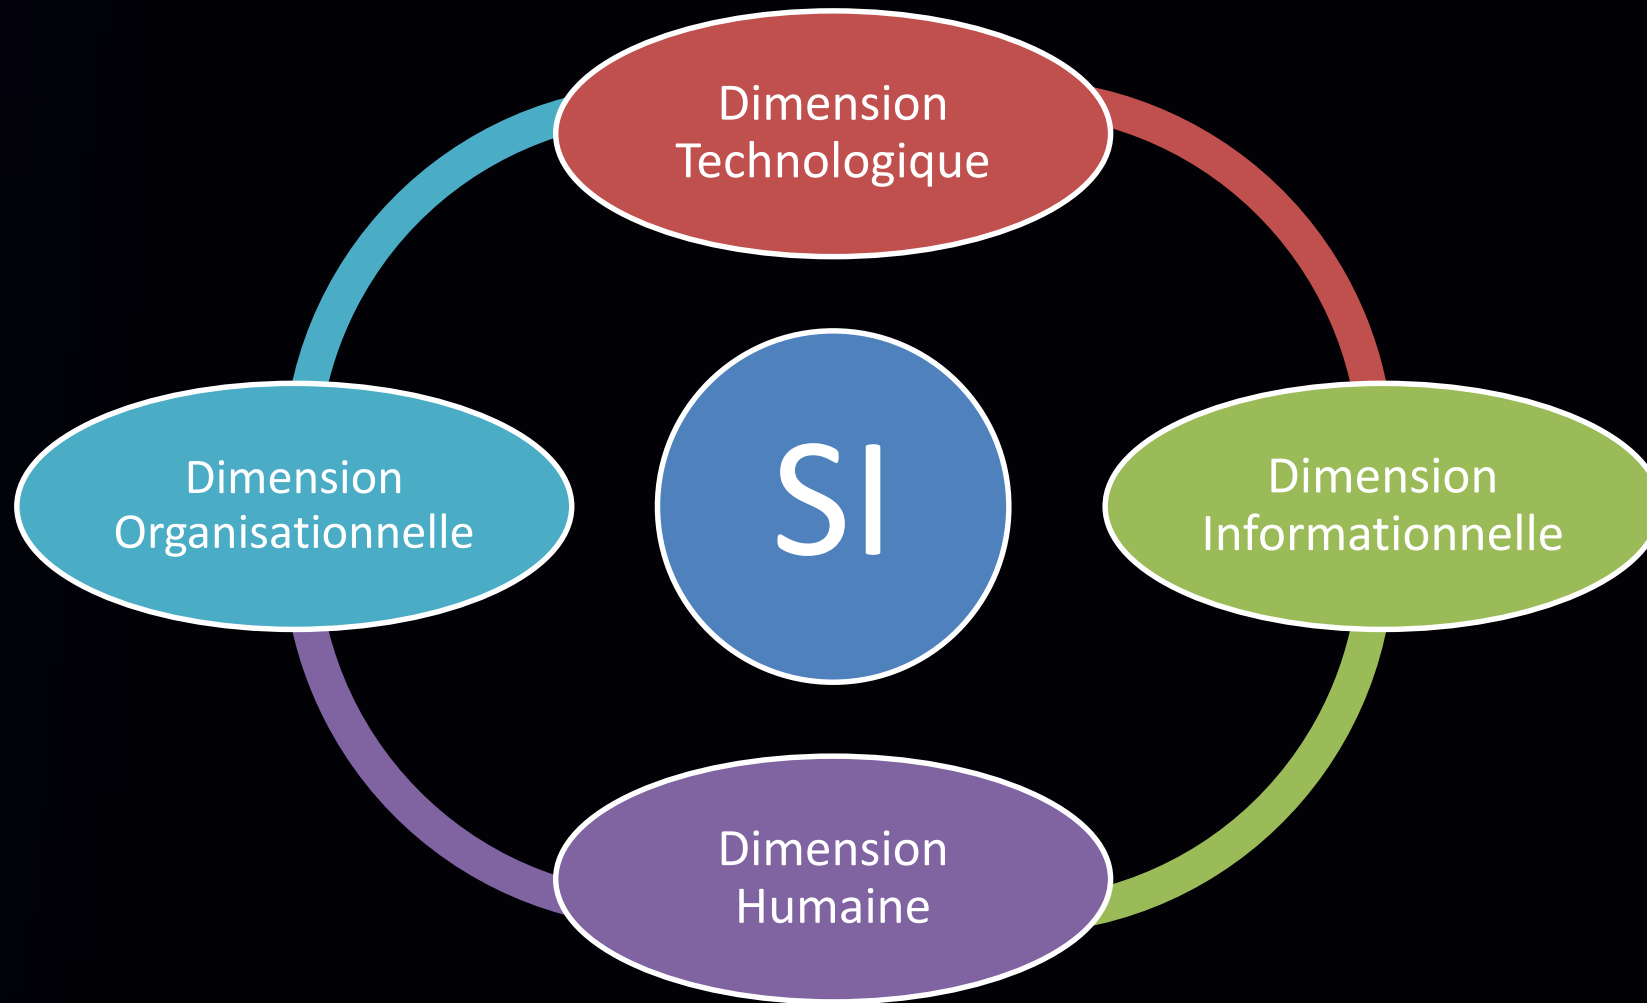 Dimension
Technologique
Dimension
Organisationnelle
SI
Dimension
Informationnelle
Dimension
Humaine